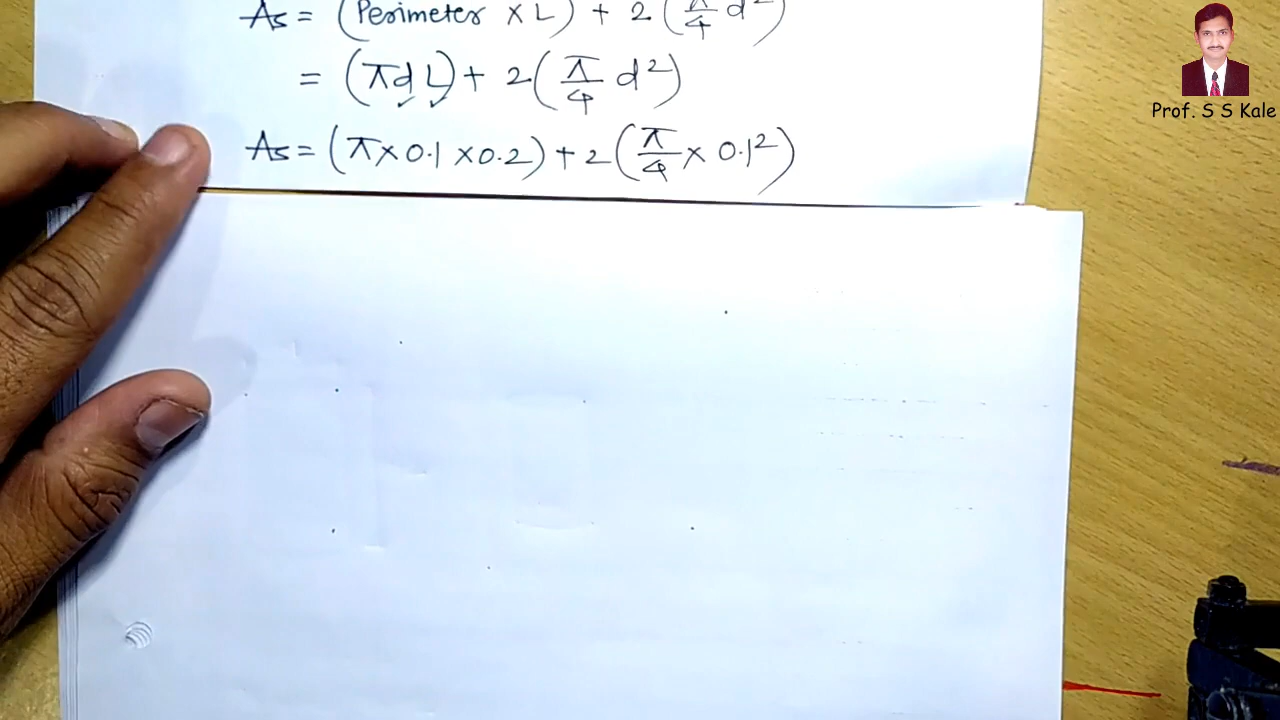 As = (Perimeter × L) + 2 (π/4 d²)
= (πd L) + 2 (π/4 d²)
As = (π × 0.1 × 0.2) + 2 (π/4 × 0.1²)
Prof. S S Kale